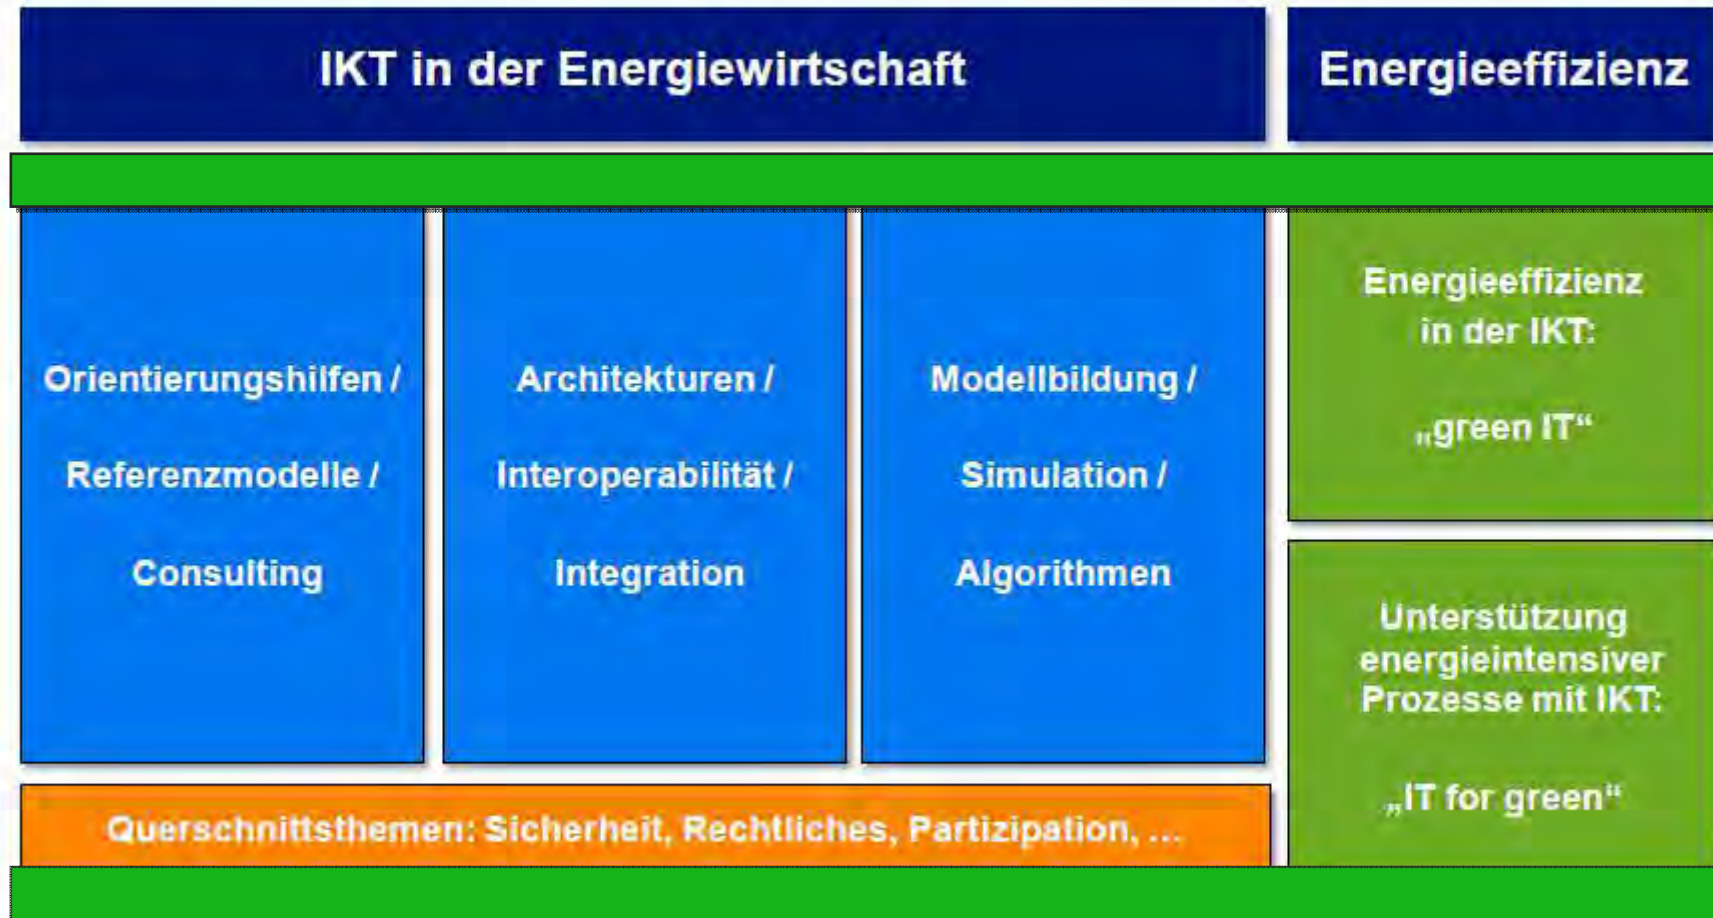 IKT in der Energiewirtschaft
Energieeffizienz
Orientierungshilfen /
Referenzmodelle /
Consulting
Architekturen /
Interoperabilität /
Integration
Modellbildung /
Simulation /
Algorithmen
Energieeffizienz
in der IKT:
„green IT“
Unterstützung
energieintensiver
Prozesse mit IKT:
„IT for green“
Querschnittsthemen: Sicherheit, Rechtliches, Partizipation, ...